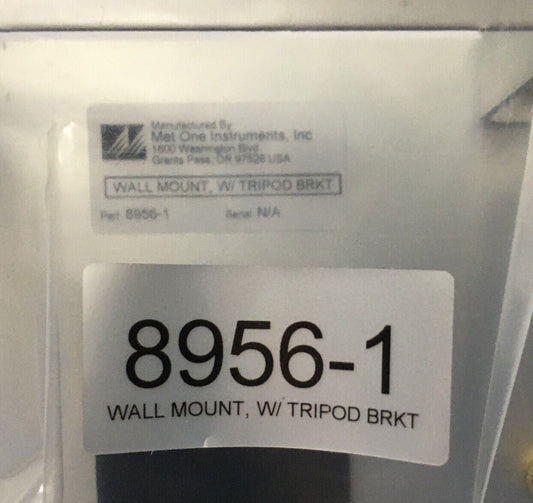 Manufactured By
Met One Instruments, Inc
1600 Washington Blvd.
Grants Pass, OR 97526 USA
WALL MOUNT, W/ TRIPOD BRKT
Part 8956-1 Serial N/A
8956-1
WALL MOUNT, W/ TRIPOD BRKT